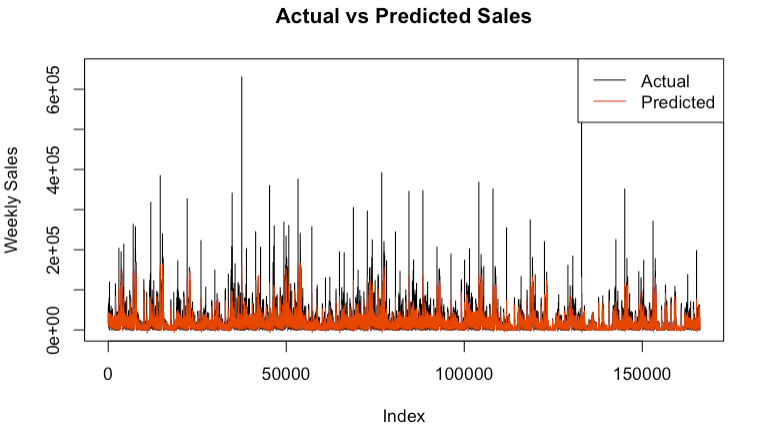 Actual vs Predicted Sales
Actual
Predicted
Weekly Sales
6e+05
4e+05
2e+05
0e+00
0 50000 100000 150000
Index